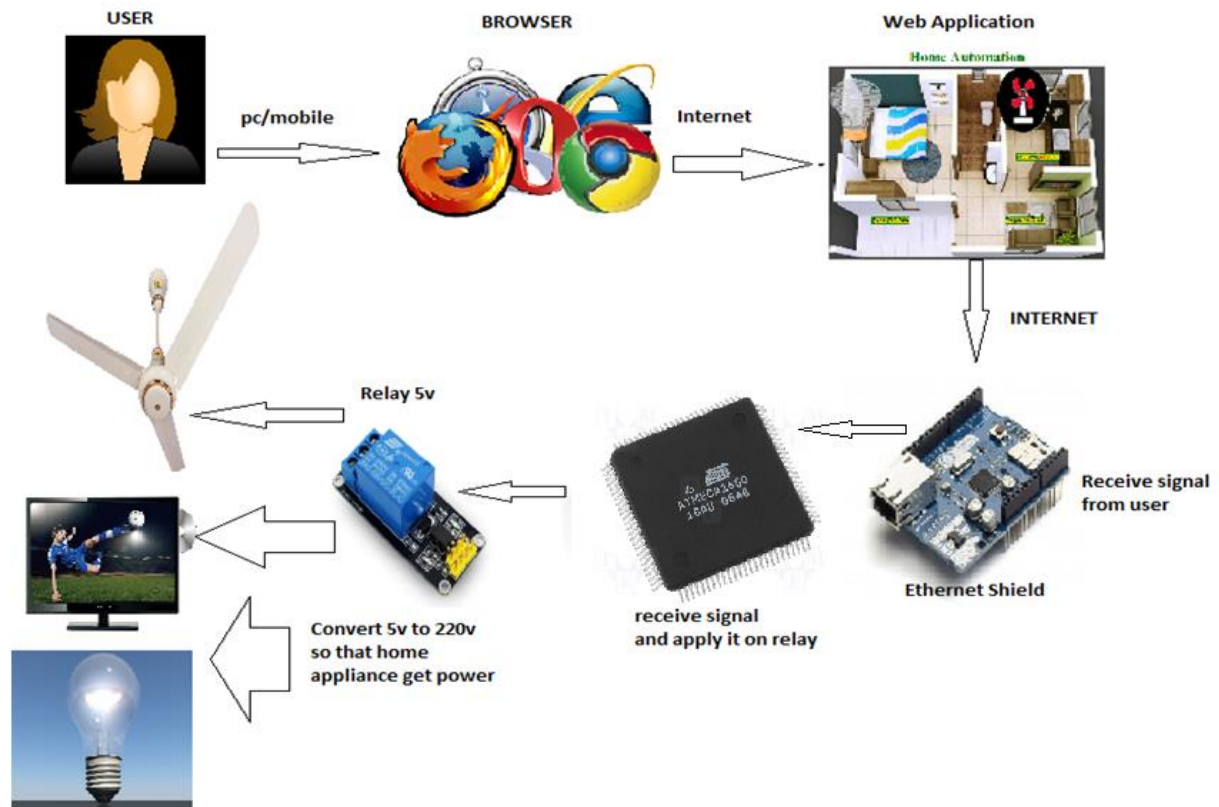 USER
BROWSER
Web Application
Home Automation
pc/mobile
Internet
INTERNET
Relay 5v
Receive signal
from user
Ethernet Shield
receive signal
and apply it on relay
Convert 5v to 220v
so that home
appliance get power